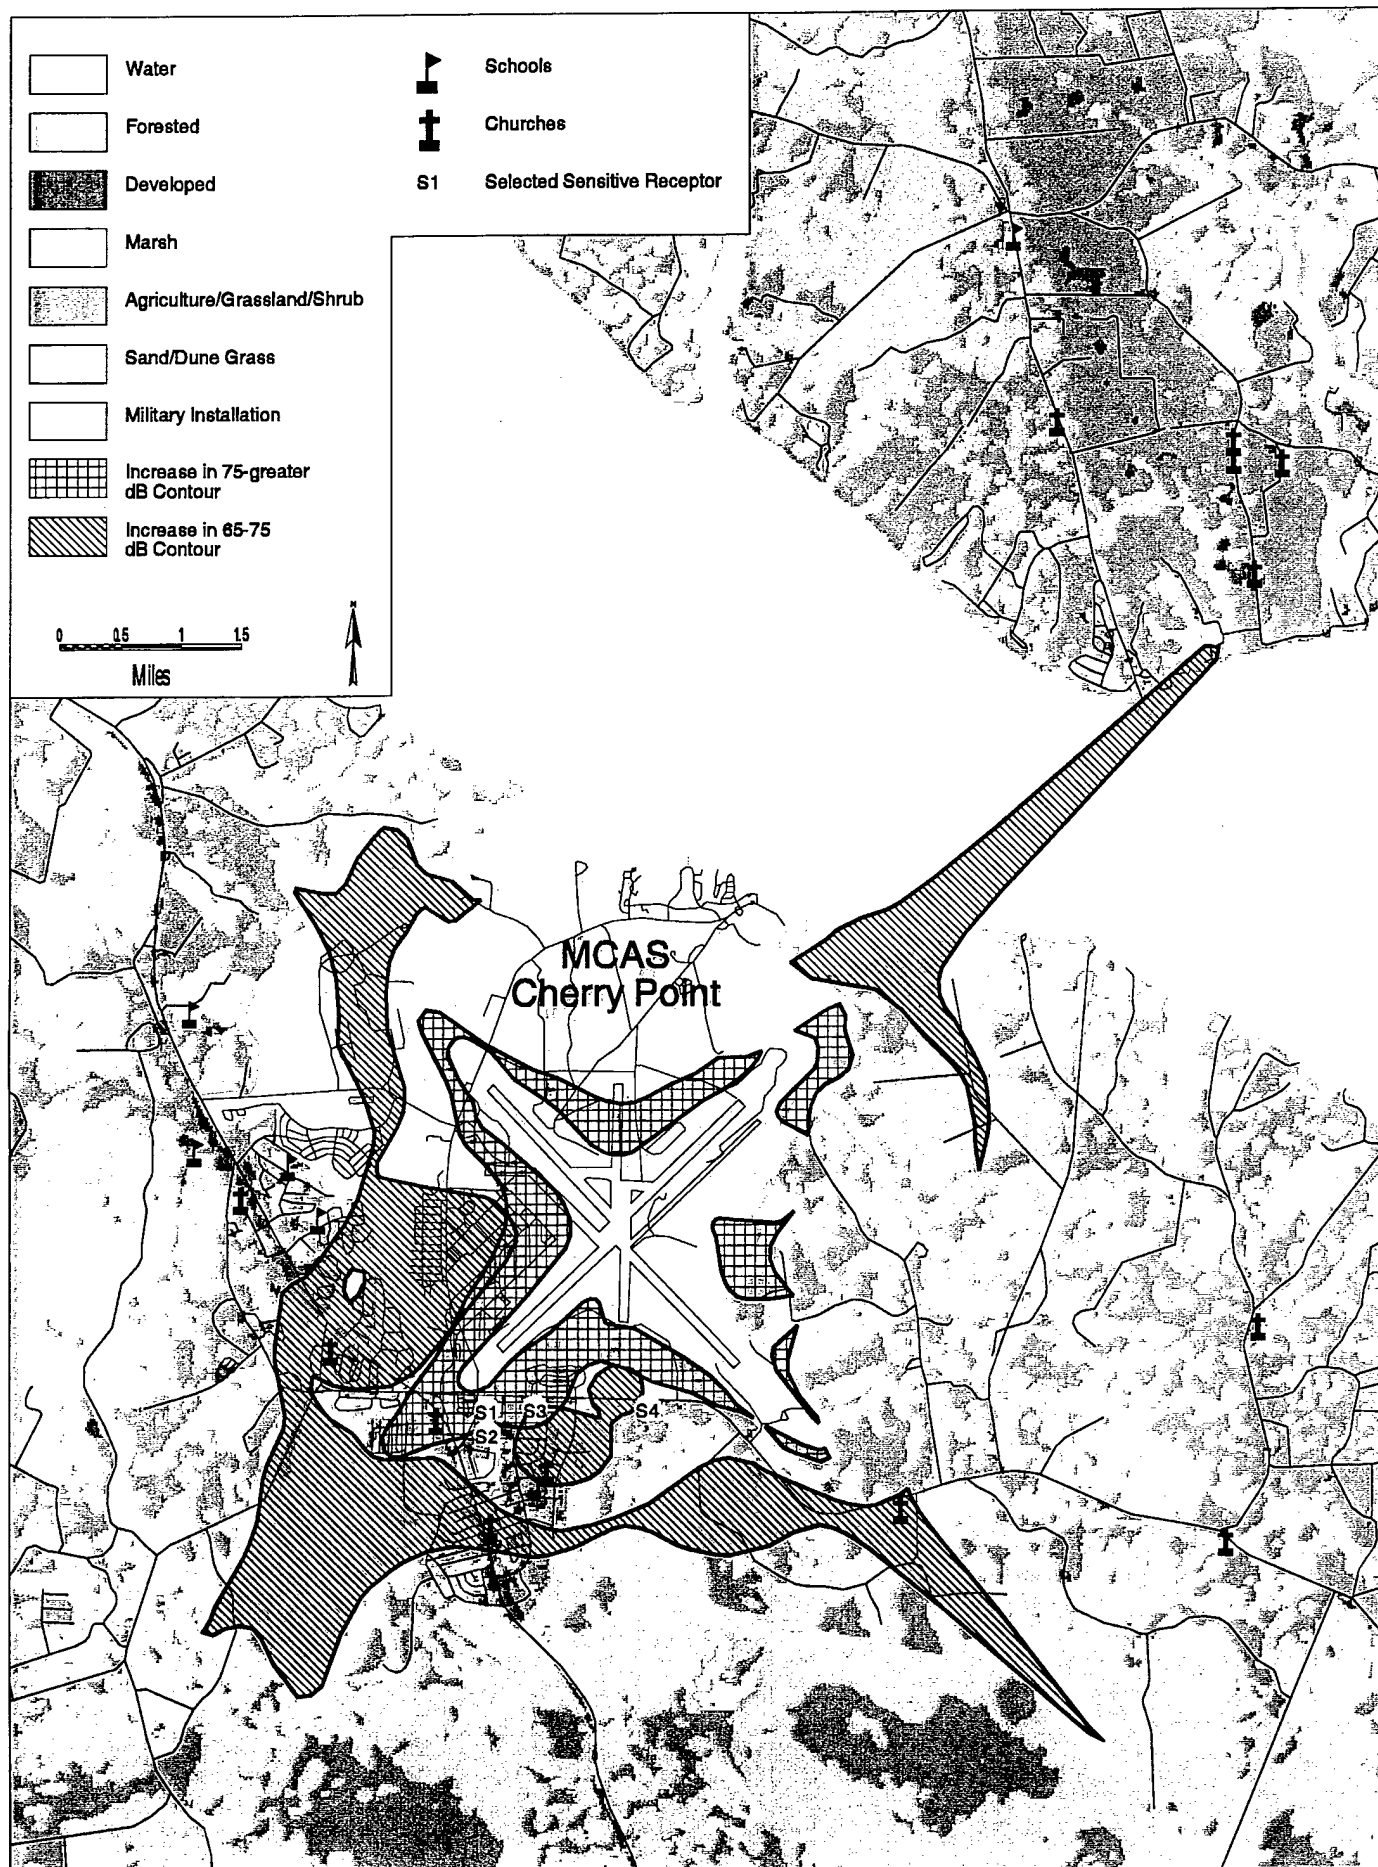 Water
Forested
Developed
Marsh
Agriculture/Grassland/Shrub
Sand/Dune Grass
Military Installation
Increase in 75-greater
dB Contour
Increase in 65-75
dB Contour
Schools
Churches
S1 Selected Sensitive Receptor
0 0.5 1 1.5
Miles
N
MCAS
Cherry Point
S1 S3 S4
S2